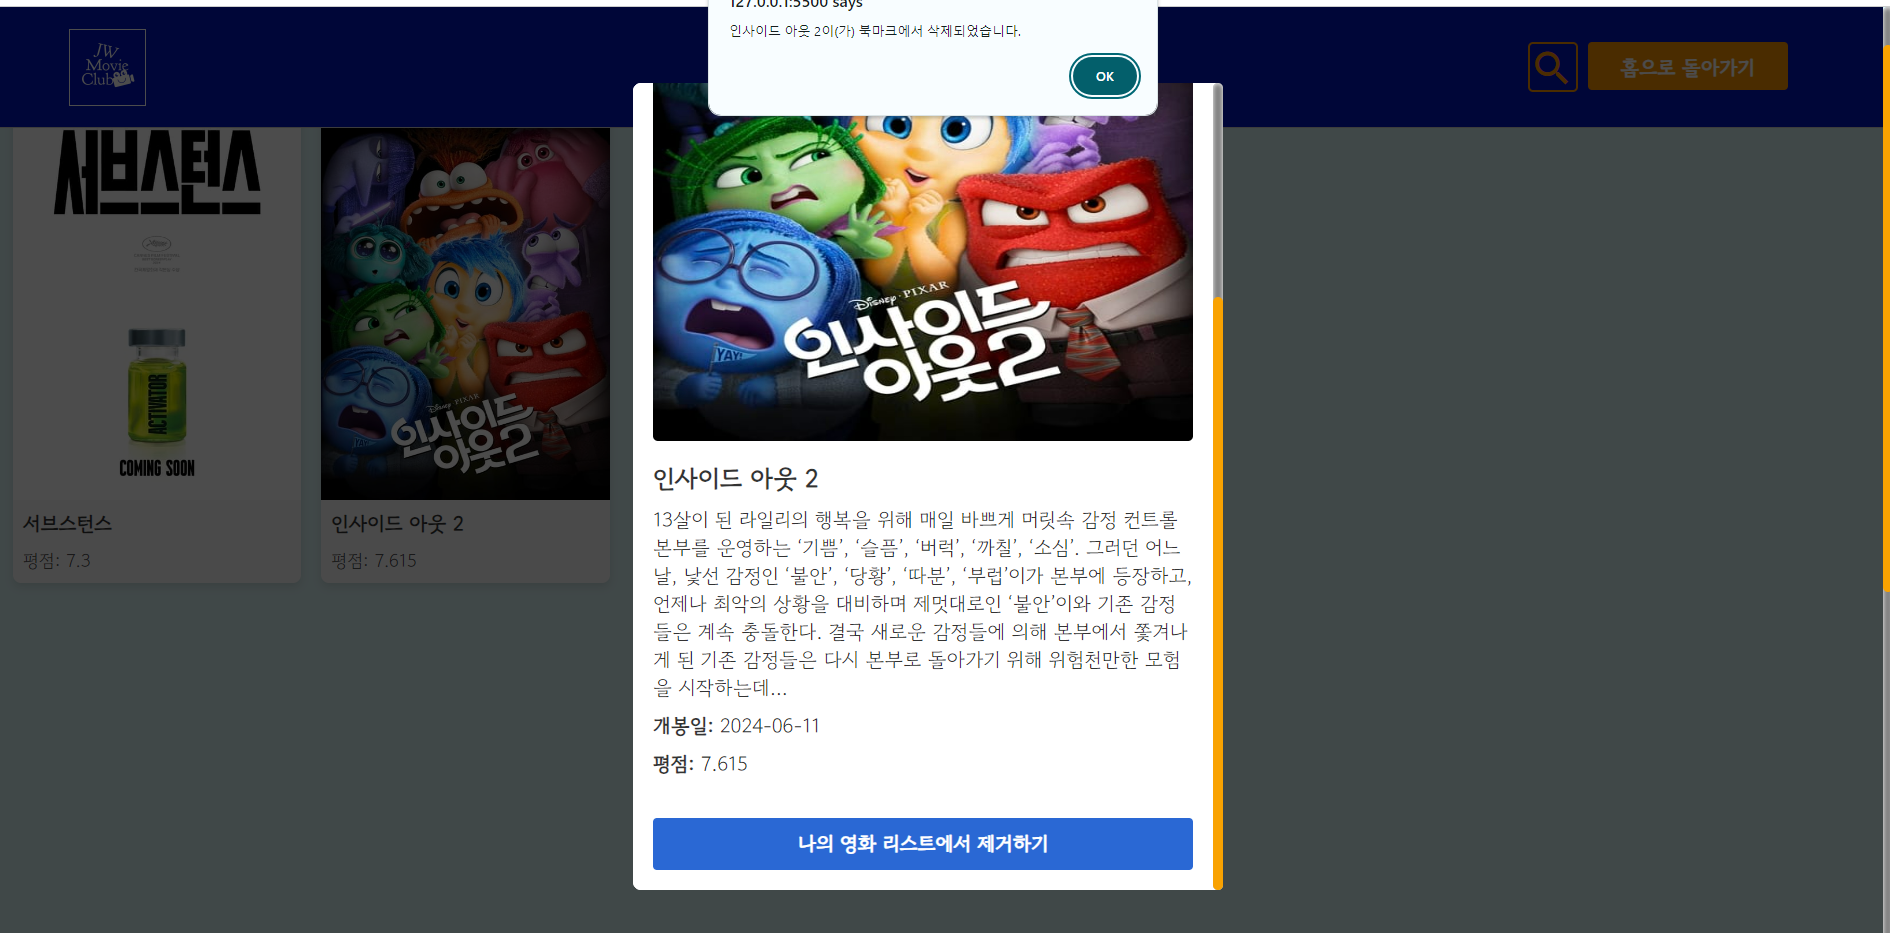 127.0.0.1:5500 says
인사이드 아웃 2이(가) 북마크에서 삭제되었습니다.
OK
JW
Movie
Club
홈으로 돌아가기
서브스턴스
ACTIVATOR
COMING SOON
서브스턴스
평점: 7.3
DISNEY · PIXAR
인사이드
아웃2
인사이드 아웃 2
평점: 7.615
YAY!
DISNEY · PIXAR
인사이드
아웃2
인사이드 아웃 2
13살이 된 라일리의 행복을 위해 매일 바쁘게 머릿속 감정 컨트롤
본부를 운영하는 ‘기쁨’, ‘슬픔’, ‘버럭’, ‘까칠’, ‘소심’. 그러던 어느
날, 낯선 감정인 ‘불안’, ‘당황’, ‘따분’, ‘부럽’이가 본부에 등장하고,
언제나 최악의 상황을 대비하며 제멋대로인 ‘불안’이와 기존 감정
들은 계속 충돌한다. 결국 새로운 감정들에 의해 본부에서 쫓겨나
게 된 기존 감정들은 다시 본부로 돌아가기 위해 위험천만한 모험
을 시작하는데...
개봉일: 2024-06-11
평점: 7.615
나의 영화 리스트에서 제거하기